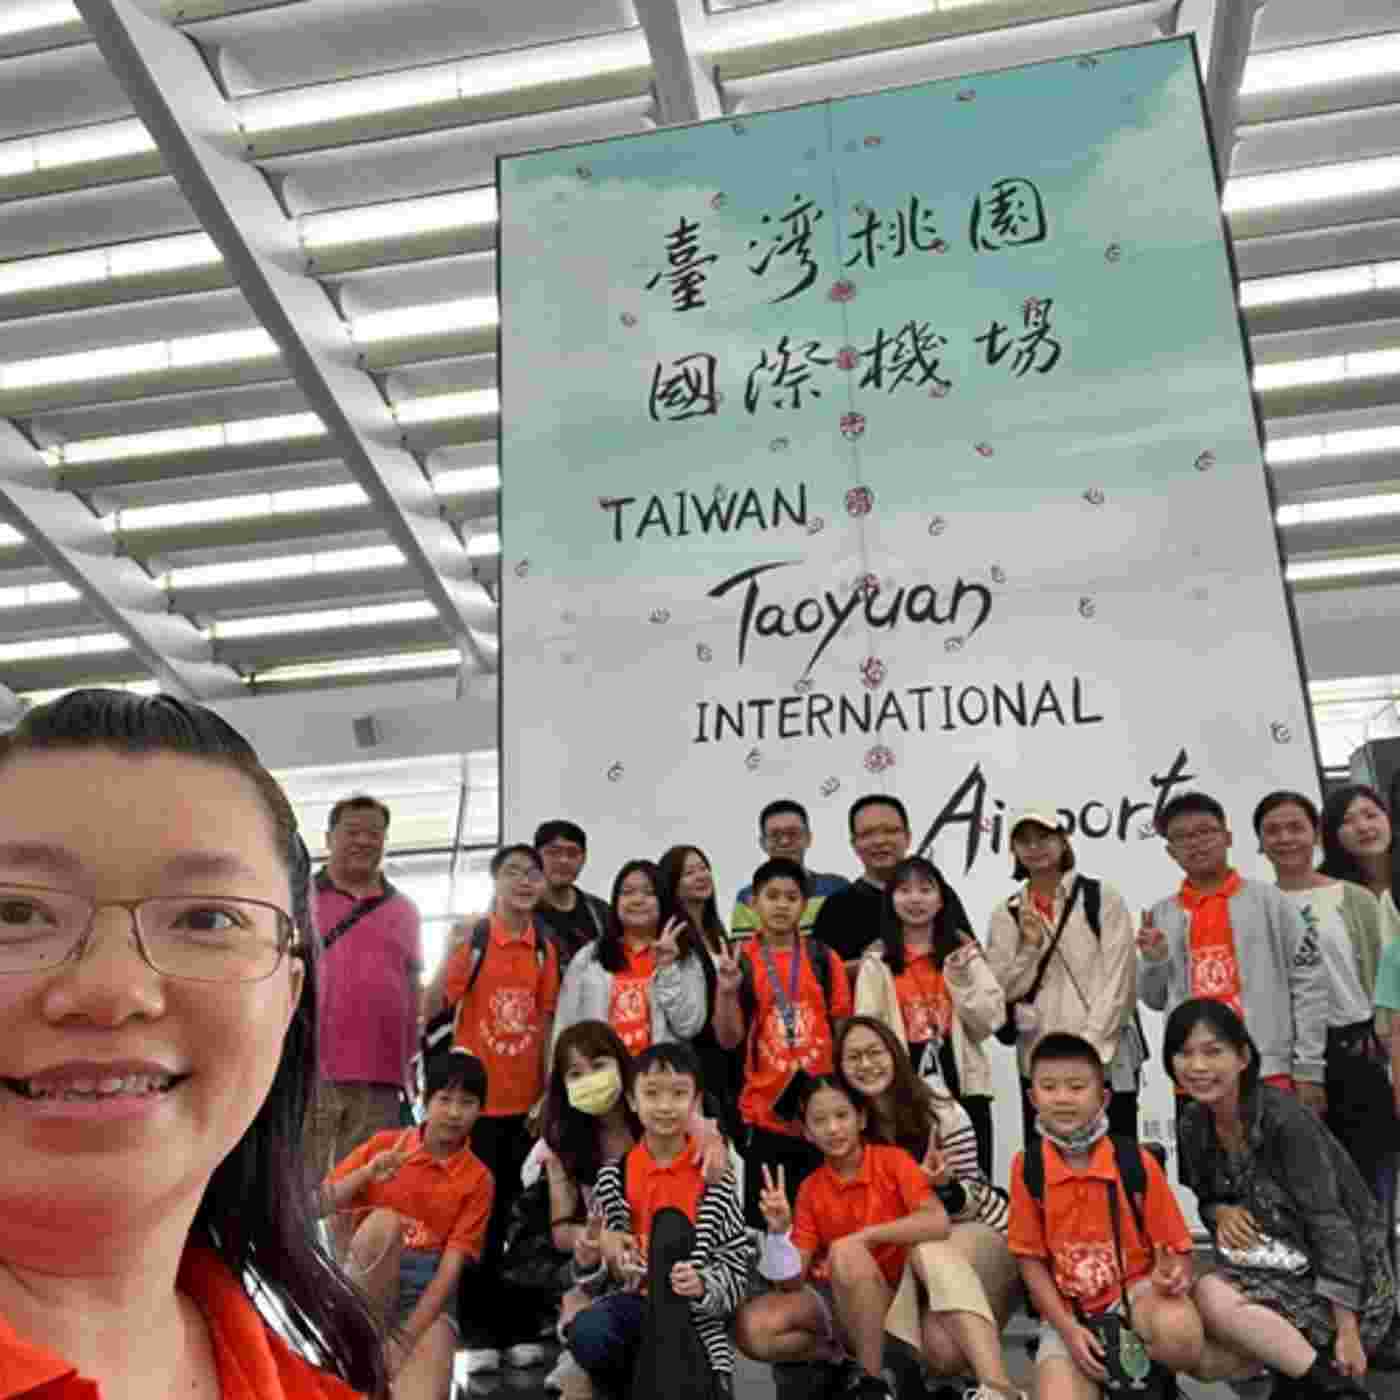 臺灣桃園
國際機場
TAIWAN
Taoyuan
INTERNATIONAL
Airport